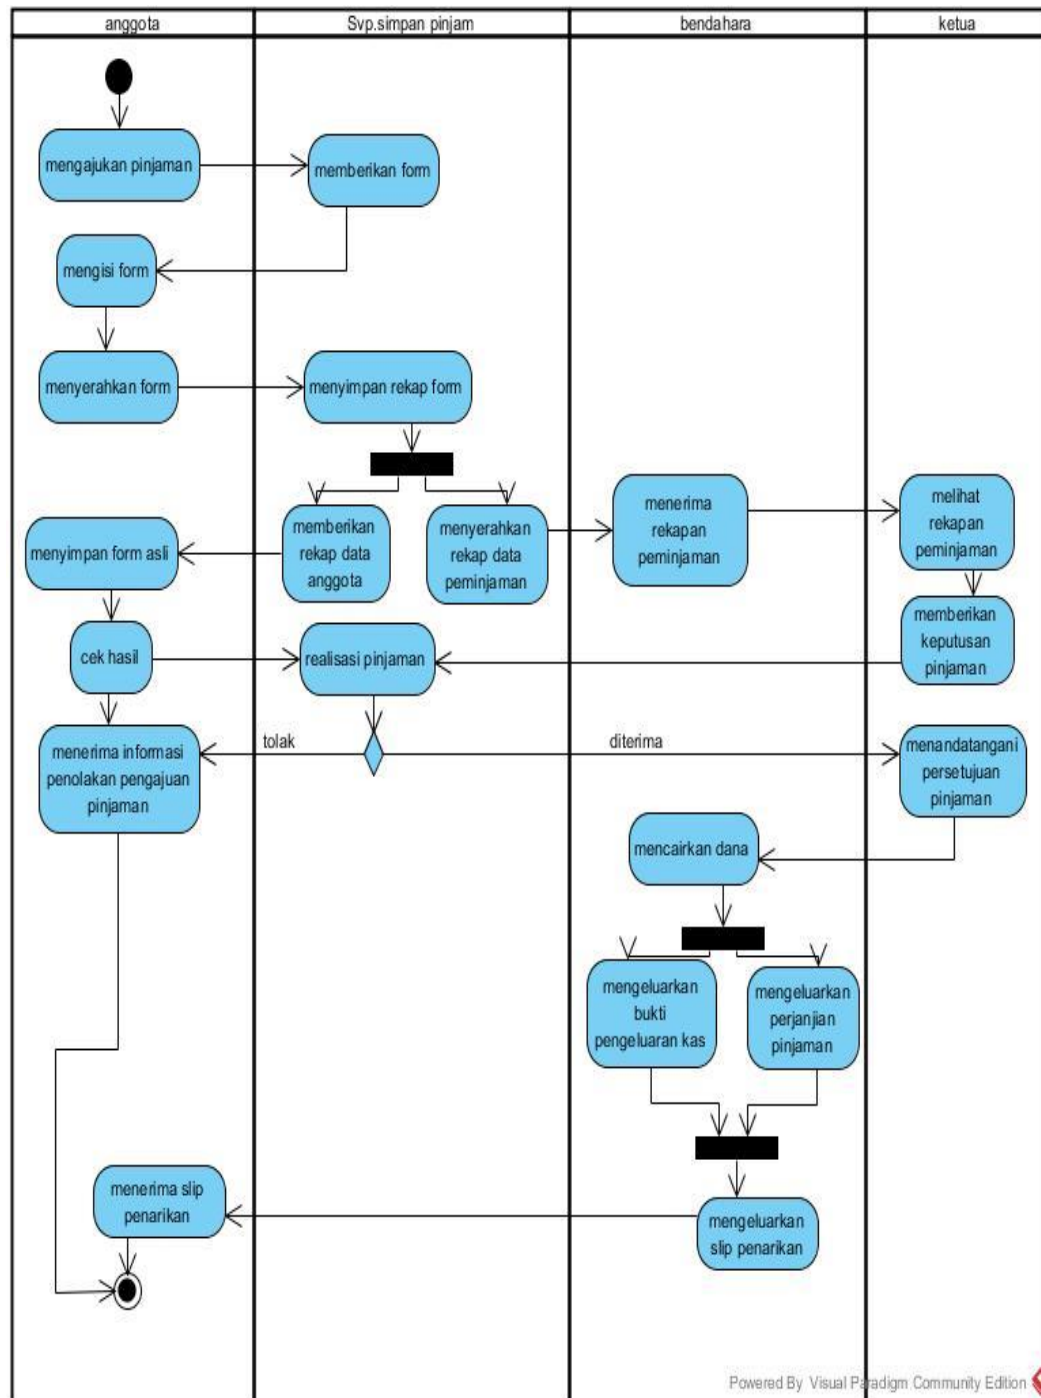 anggota
Svp.simpan pinjam
bendahara
ketua
mengajukan pinjaman
memberikan form
mengisi form
menyerahkan form
menyimpan rekap form
memberikan
rekap data
anggota
menyerahkan
rekap data
peminjaman
menerima
rekapan
peminjaman
melihat
rekapan
peminjaman
menyimpan form asli
memberikan
keputusan
pinjaman
cek hasil
realisasi pinjaman
tolak
diterima
menerima informasi
penolakan pengajuan
pinjaman
menandatangani
persetujuan
pinjaman
mencairkan dana
mengeluarkan
bukti
pengeluaran kas
mengeluarkan
perjanjian
pinjaman
menerima slip
penarikan
mengeluarkan
slip penarikan
Powered By Visual Paradigm Community Edition